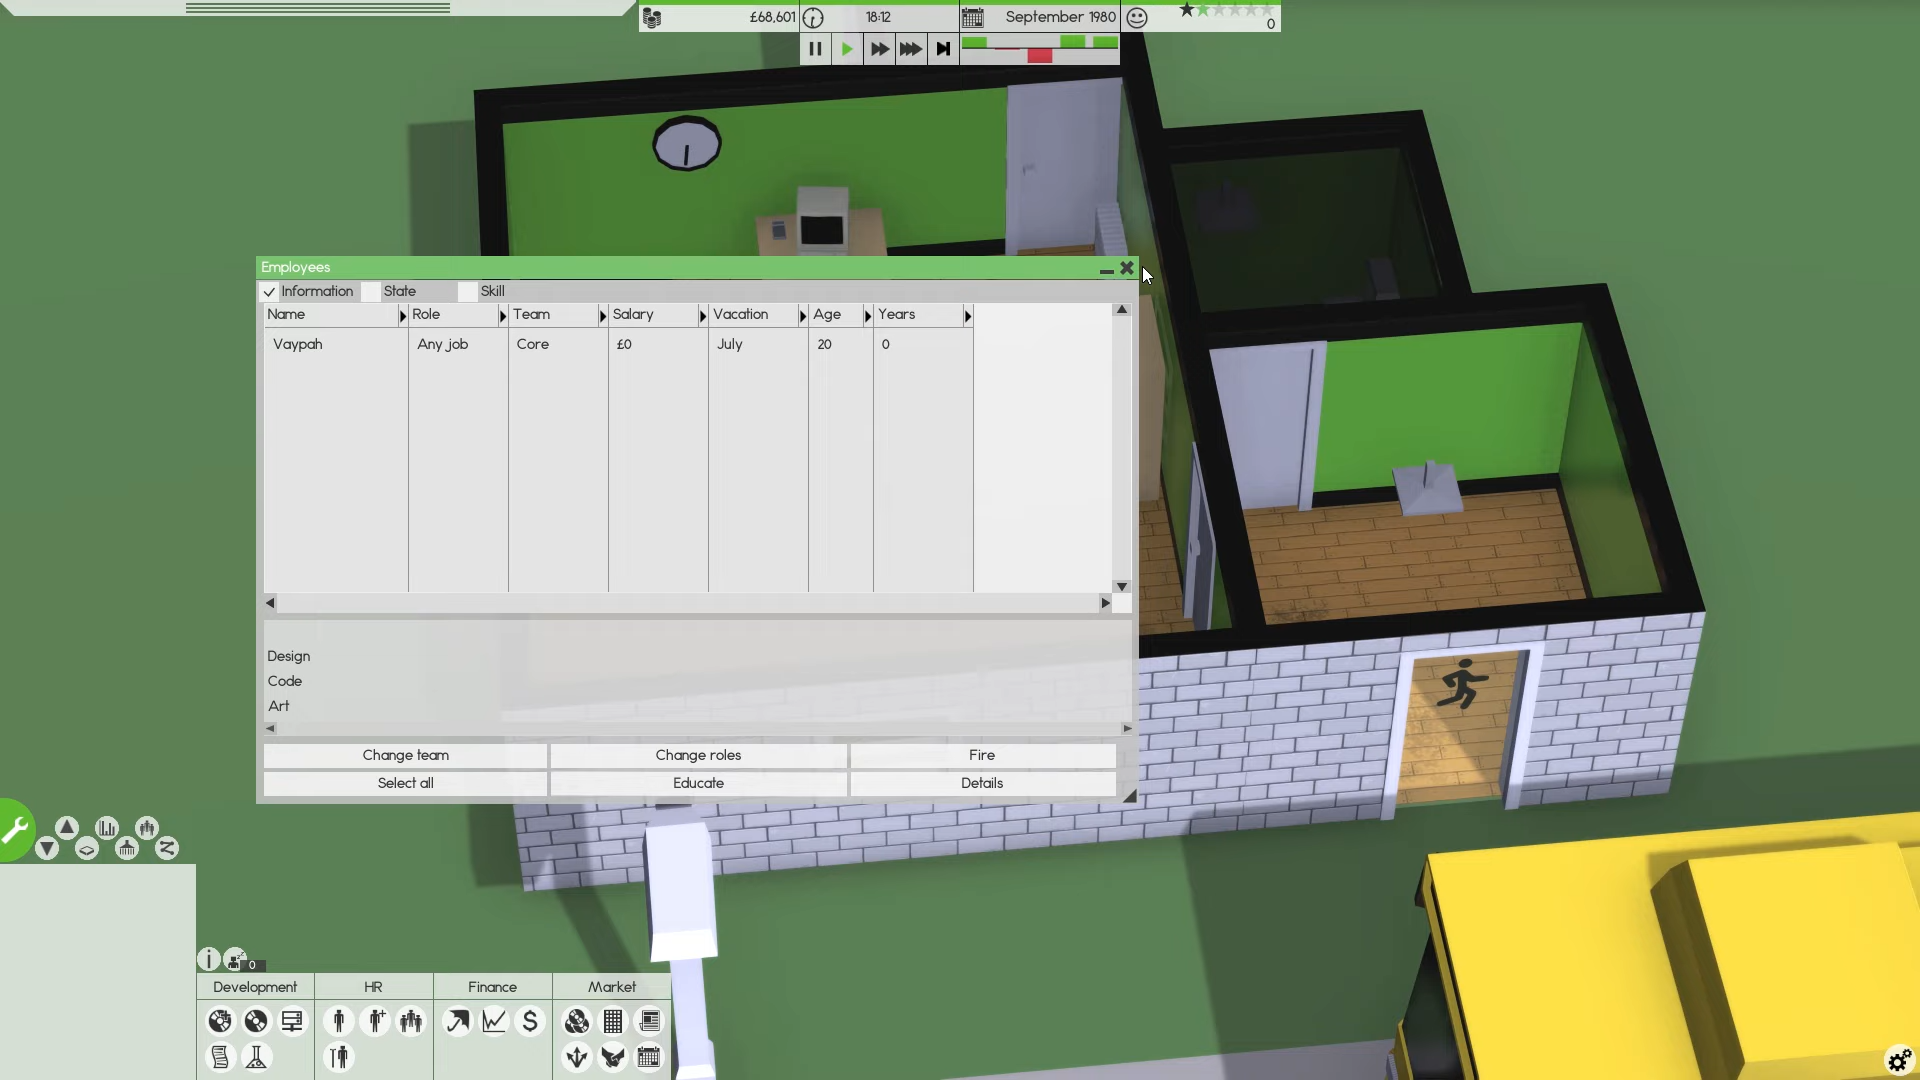 £68,601 18:12 September 1980
0
Employees
Information State Skill
Name Role Team Salary Vacation Age Years
Vaypah Any job Core £0 July 20 0
Design
Code
Art
Change team Change roles Fire
Select all Educate Details
0
Development HR Finance Market